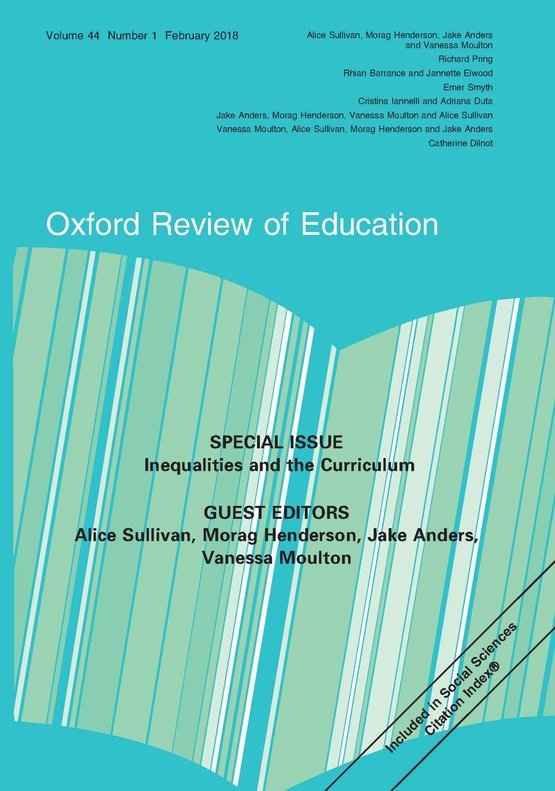 Volume 44 Number 1 February 2018
Alice Sullivan, Morag Henderson, Jake Anders
and Vanessa Moulton
Richard Pring
Rhian Barrance and Jannette Elwood
Emer Smyth
Cristina Iannelli and Adriana Duta
Jake Anders, Morag Henderson, Vanessa Moulton and Alice Sullivan
Vanessa Moulton, Alice Sullivan, Morag Henderson and Jake Anders
Catherine Dilnot
Oxford Review of Education
SPECIAL ISSUE
Inequalities and the Curriculum
GUEST EDITORS
Alice Sullivan, Morag Henderson, Jake Anders,
Vanessa Moulton
Included in Social Sciences
Citation Index®